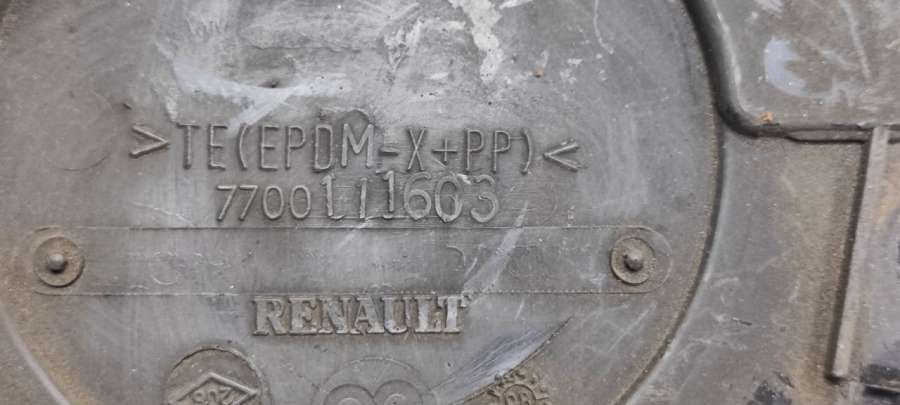 >TE(EPDM-X+PP)<
7700111603
RENAULT